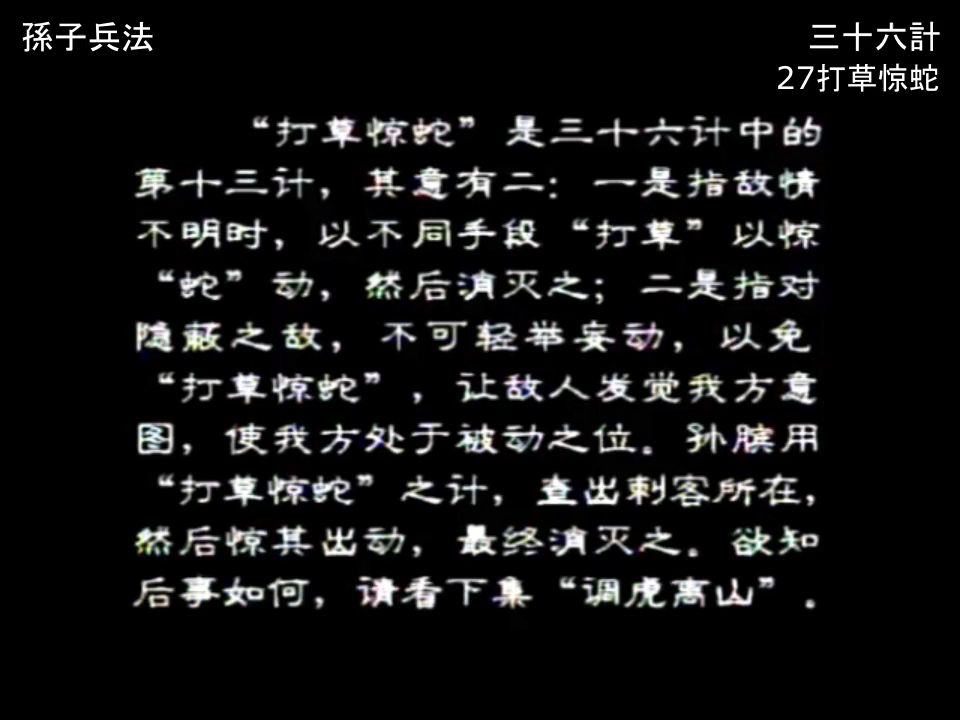 孫子兵法
三十六計
27打草惊蛇
“打草惊蛇”是三十六计中的
第十三计，其意有二：一是指敌情
不明时，以不同手段“打草”以惊
“蛇”动，然后消灭之；二是指对
隐蔽之敌，不可轻举妄动，以免
“打草惊蛇”，让敌人发觉我方意
图，使我方处于被动之位。孙膑用
“打草惊蛇”之计，查出刺客所在，
然后惊其出动，最终消灭之。欲知
后事如何，请看下集“调虎离山”。